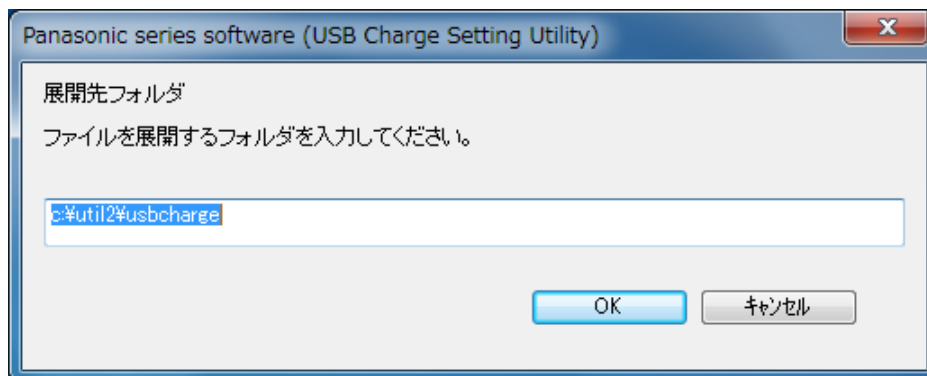 Panasonic series software (USB Charge Setting Utility)
展開先フォルダ
ファイルを展開するフォルダを入力してください。
c:¥util2¥usbcharge
OK
キャンセル